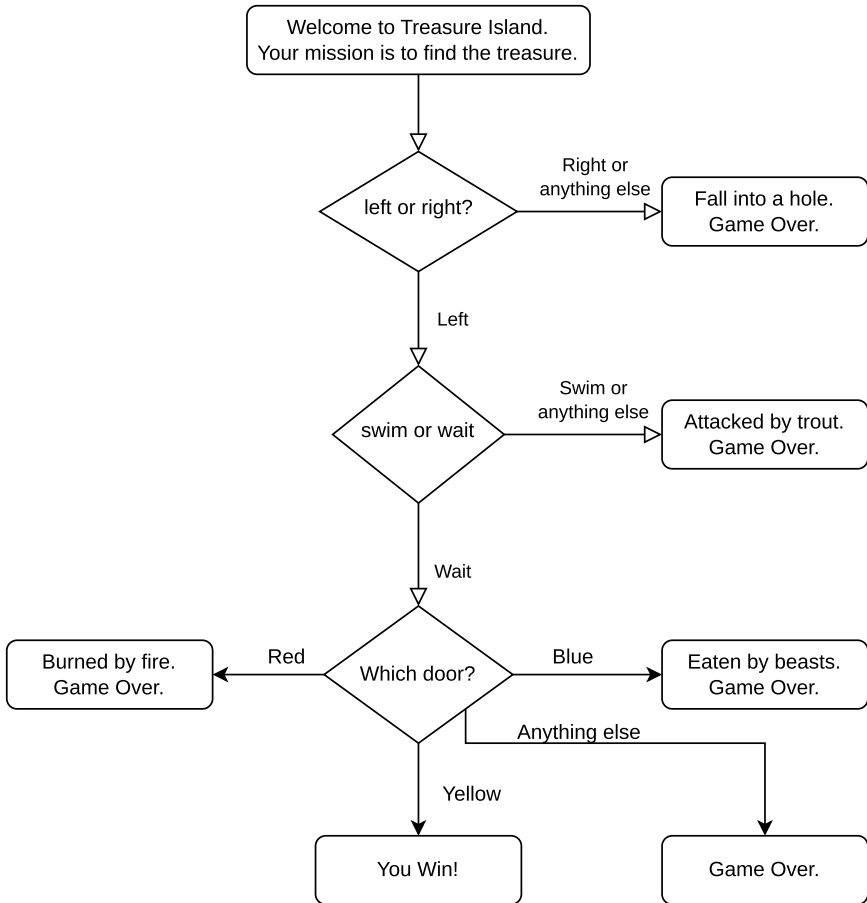 Welcome to Treasure Island.
Your mission is to find the treasure.
left or right?
Right or
anything else
Fall into a hole.
Game Over.
Left
swim or wait
Swim or
anything else
Attacked by trout.
Game Over.
Wait
Which door?
Red
Burned by fire.
Game Over.
Blue
Eaten by beasts.
Game Over.
Anything else
Yellow
You Win!
Game Over.